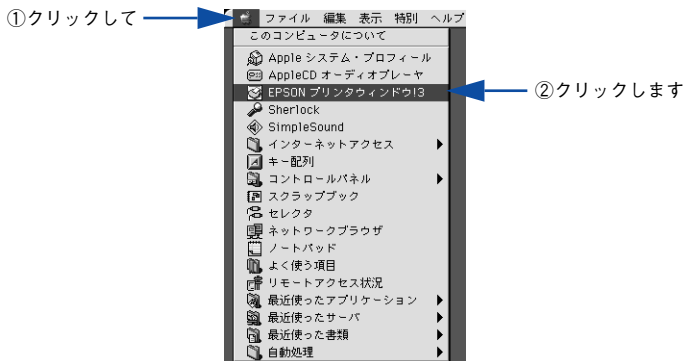 ①クリックして
ファイル 編集 表示 特別 ヘルプ
このコンピュータについて
Apple システム・プロフィール
AppleCD オーディオプレーヤ
EPSON プリンタウィンドウ!3
②クリックします
Sherlock
SimpleSound
インターネットアクセス
キー配列
コントロールパネル
スクラップブック
セレクタ
ネットワークブラウザ
ノートパッド
よく使う項目
リモートアクセス状況
最近使ったアプリケーション
最近使ったサーバ
最近使った書類
自動処理